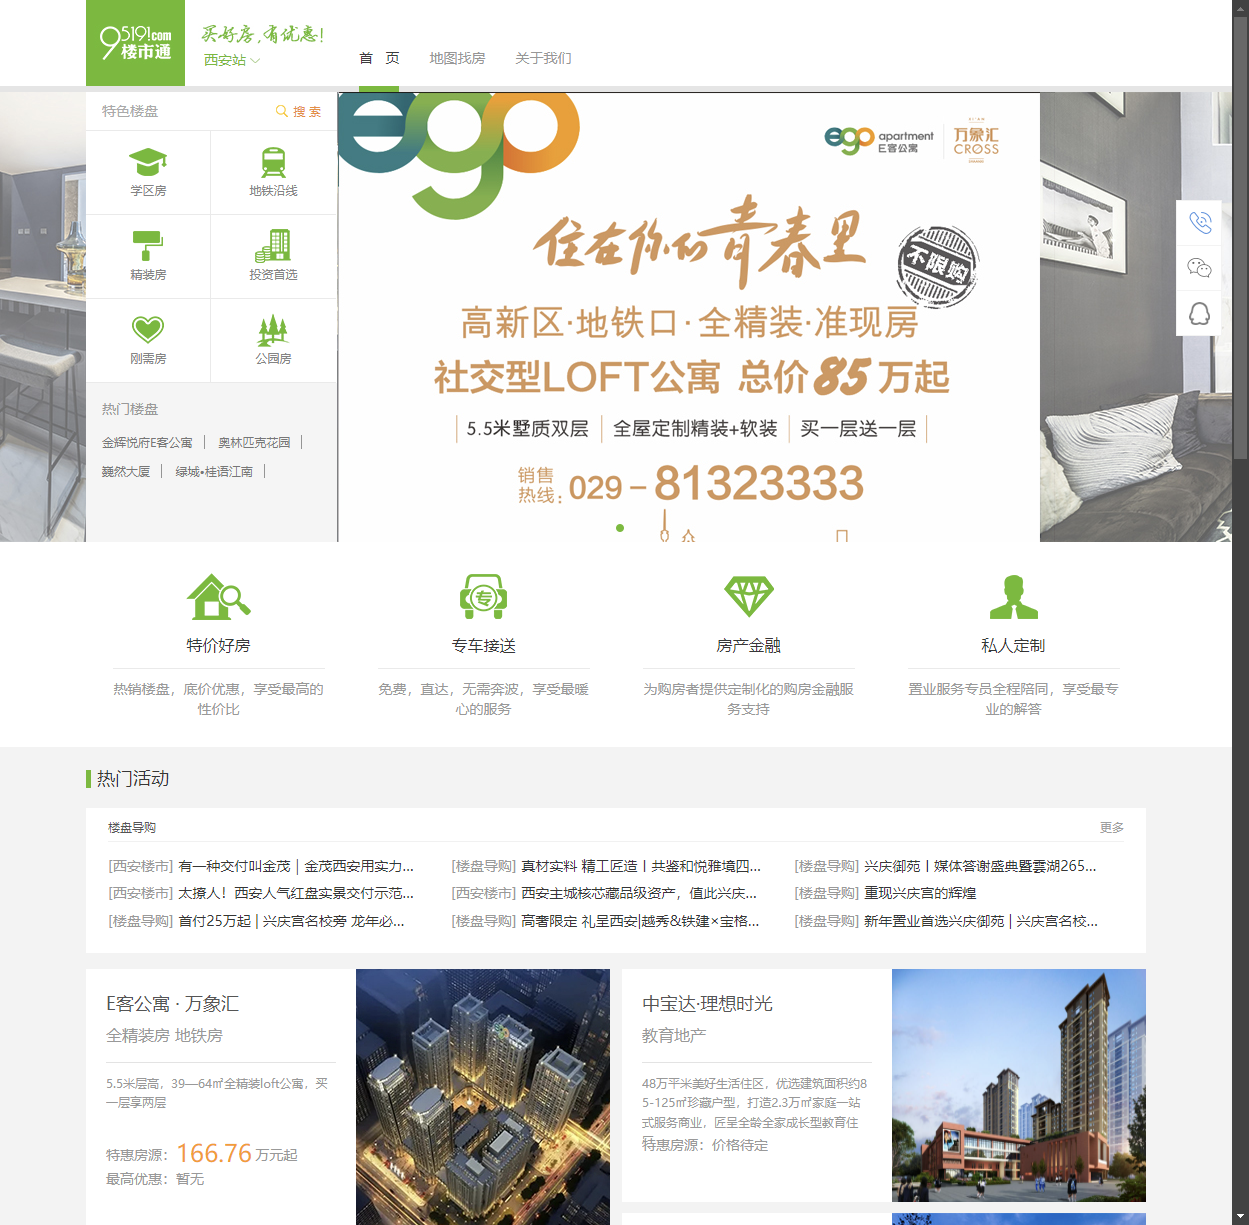 95191.com
楼市通
买好房,有优惠!
西安站
首 页
地图找房
关于我们
特色楼盘
搜 索
学区房
地铁沿线
精装房
投资首选
刚需房
公园房
热门楼盘
金辉悦府E客公寓
奥林匹克花园
巍然大厦
绿城•桂语江南
ego
ego apartment
E客公寓
万象汇
CROSS
住在你的青春里
不限购
高新区·地铁口·全精装·准现房
社交型LOFT公寓 总价85万起
5.5米墅质双层
全屋定制精装+软装
买一层送一层
销售
热线:
029-81323333
特价好房
热销楼盘，底价优惠，享受最高的
性价比
专
专车接送
免费，直达，无需奔波，享受最暖
心的服务
房产金融
为购房者提供定制化的购房金融服
务支持
私人定制
置业服务专员全程陪同，享受最专
业的解答
热门活动
楼盘导购
更多
[西安楼市] 有一种交付叫金茂｜金茂西安用实力...
[楼盘导购] 真材实料 精工匠造丨共鉴和悦雅境四...
[楼盘导购] 兴庆御苑丨媒体答谢盛典暨雲湖265...
[西安楼市] 太撩人！西安人气红盘实景交付示范...
[西安楼市] 西安主城核芯藏品级资产，值此兴庆...
[楼盘导购] 重现兴庆宫的辉煌
[楼盘导购] 首付25万起 | 兴庆宫名校旁 龙年必...
[楼盘导购] 高奢限定 礼呈西安|越秀&铁建×宝格...
[楼盘导购] 新年置业首选兴庆御苑 | 兴庆宫名校...
E客公寓 · 万象汇
全精装房 地铁房
5.5米层高，39—64㎡全精装loft公寓，买
一层享两层
特惠房源：166.76 万元起
最高优惠：暂无
中宝达·理想时光
教育地产
48万平米美好生活住区，优选建筑面积约8
5-125㎡珍藏户型，打造2.3万㎡家庭一站
式服务商业，匠呈全龄全家成长型教育住
特惠房源：价格待定